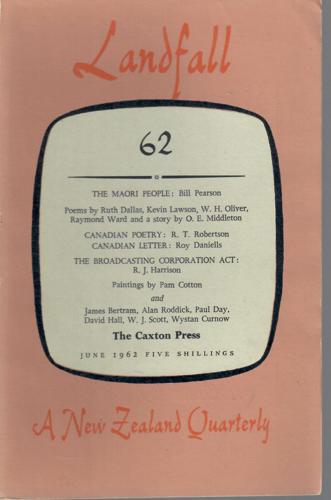 Landfall
62
THE MAORI PEOPLE: Bill Pearson
Poems by Ruth Dallas, Kevin Lawson, W. H. Oliver,
Raymond Ward and a story by O. E. Middleton
CANADIAN POETRY: R. T. Robertson
CANADIAN LETTER: Roy Daniells
THE BROADCASTING CORPORATION ACT:
R. J. Harrison
Paintings by Pam Cotton
and
James Bertram, Alan Roddick, Paul Day,
David Hall, W. J. Scott, Wystan Curnow
The Caxton Press
JUNE 1962 FIVE SHILLINGS
A New Zealand Quarterly